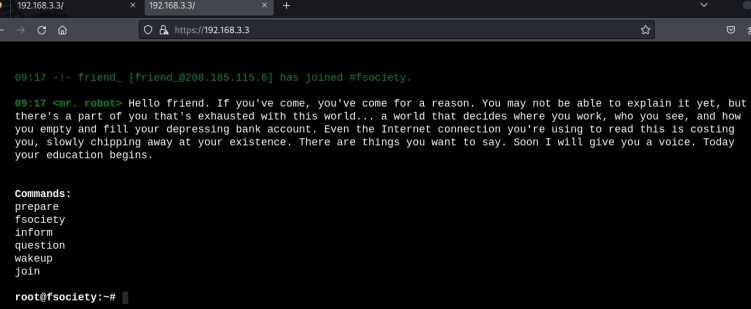 192.168.3.3/ 192.168.3.3/
https://192.168.3.3
09:17 -!- friend_ [friend_@208.185.115.6] has joined #fsociety.
09:17 <mr. robot> Hello friend. If you've come, you've come for a reason. You may not be able to explain it yet, but
there's a part of you that's exhausted with this world... a world that decides where you work, who you see, and how
you empty and fill your depressing bank account. Even the Internet connection you're using to read this is costing
you, slowly chipping away at your existence. There are things you want to say. Soon I will give you a voice. Today
your education begins.
Commands:
prepare
fsociety
inform
question
wakeup
join
root@fsociety:~#